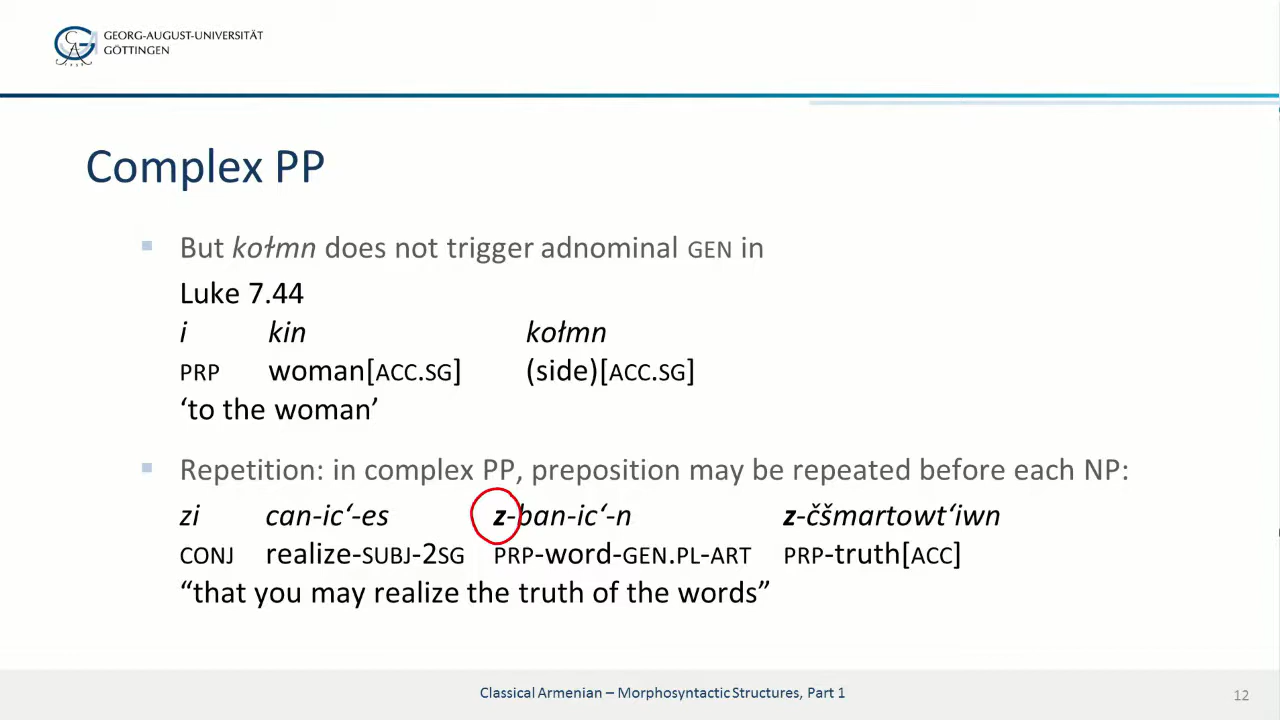 GEORG-AUGUST-UNIVERSITÄT
GÖTTINGEN
Complex PP
But kołmn does not trigger adnominal GEN in
Luke 7.44
i kin kołmn
PRP woman[ACC.SG] (side)[ACC.SG]
‘to the woman’
Repetition: in complex PP, preposition may be repeated before each NP:
zi can-ic‘-es z-ban-ic‘-n z-čšmartowt‘iwn
CONJ realize-SUBJ-2SG PRP-word-GEN.PL-ART PRP-truth[ACC]
“that you may realize the truth of the words”
Classical Armenian – Morphosyntactic Structures, Part 1
12